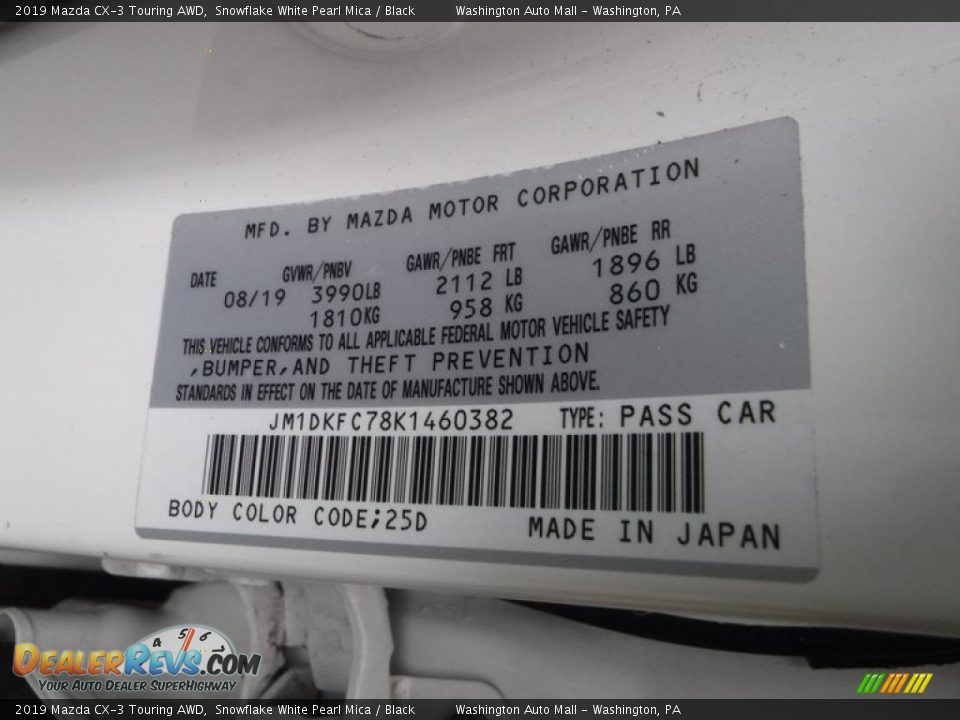 2019 Mazda CX-3 Touring AWD, Snowflake White Pearl Mica / Black Washington Auto Mall - Washington, PA
MFD. BY MAZDA MOTOR CORPORATION
DATE GVWR/PNBV GAWR/PNBE FRT GAWR/PNBE RR
08/19 3990LB 2112 LB 1896 LB
1810KG 958 KG 860 KG
THIS VEHICLE CONFORMS TO ALL APPLICABLE FEDERAL MOTOR VEHICLE SAFETY
,BUMPER,AND THEFT PREVENTION
STANDARDS IN EFFECT ON THE DATE OF MANUFACTURE SHOWN ABOVE.
JM1DKFC78K1460382 TYPE: PASS CAR
BODY COLOR CODE;25D MADE IN JAPAN
4 5 6 7
DEALERREVS.COM
YOUR AUTO DEALER SUPERHIGHWAY
2019 Mazda CX-3 Touring AWD, Snowflake White Pearl Mica / Black Washington Auto Mall - Washington, PA